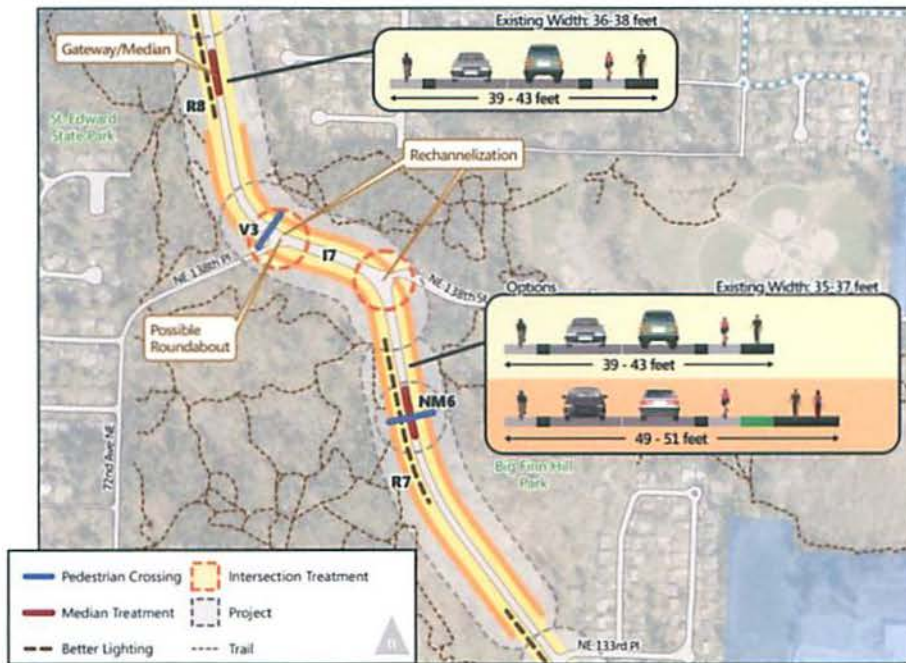 Existing Width: 36-38 feet
Gateway/Median
39 - 43 feet
R8
St. Edward
State Park
Rechannelization
V3
I7
NE 138th Pl
NE 138th St
Options
Existing Width: 35-37 feet
Possible
Roundabout
39 - 43 feet
NM6
49 - 51 feet
72nd Ave NE
Big Finn Hill
Park
R7
Pedestrian Crossing
Intersection Treatment
Median Treatment
Project
Better Lighting
Trail
n
NE 133rd Pl